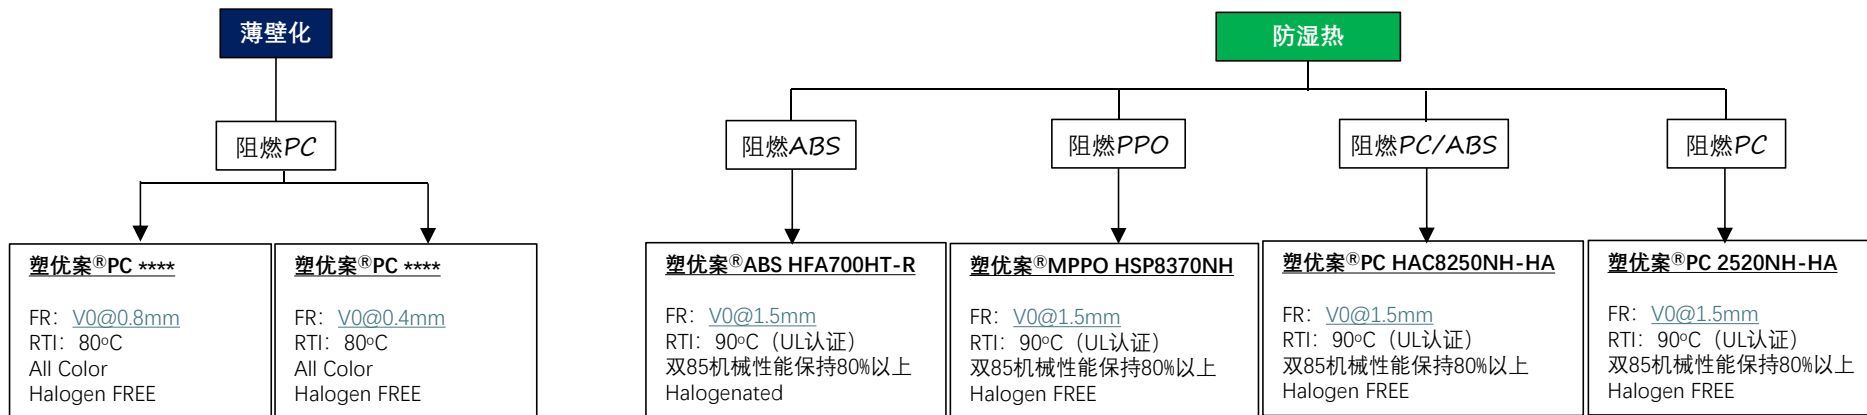 薄壁化
防湿热
阻燃PC
阻燃ABS
阻燃PPO
阻燃PC/ABS
阻燃PC
塑优案®PC ****
FR： V0@0.8mm
RTI： 80°C
All Color
Halogen FREE
塑优案®PC ****
FR： V0@0.4mm
RTI： 80°C
All Color
Halogen FREE
塑优案®ABS HFA700HT-R
FR： V0@1.5mm
RTI： 90°C（UL认证）
双85机械性能保持80%以上
Halogenated
塑优案®MPPO HSP8370NH
FR： V0@1.5mm
RTI： 90°C（UL认证）
双85机械性能保持80%以上
Halogen FREE
塑优案®PC HAC8250NH-HA
FR： V0@1.5mm
RTI： 90°C（UL认证）
双85机械性能保持80%以上
Halogen FREE
塑优案®PC 2520NH-HA
FR： V0@1.5mm
RTI： 90°C（UL认证）
双85机械性能保持80%以上
Halogen FREE